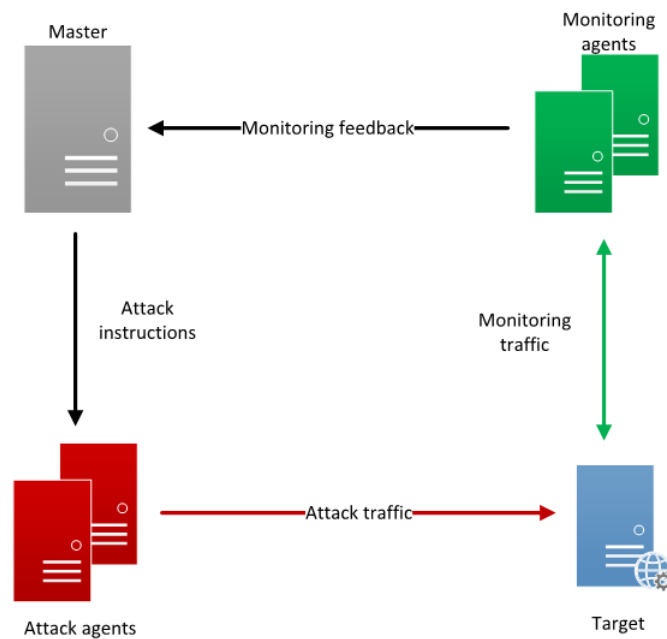 Master
Monitoring
agents
Monitoring feedback
Attack
instructions
Monitoring
traffic
Attack traffic
Attack agents
Target